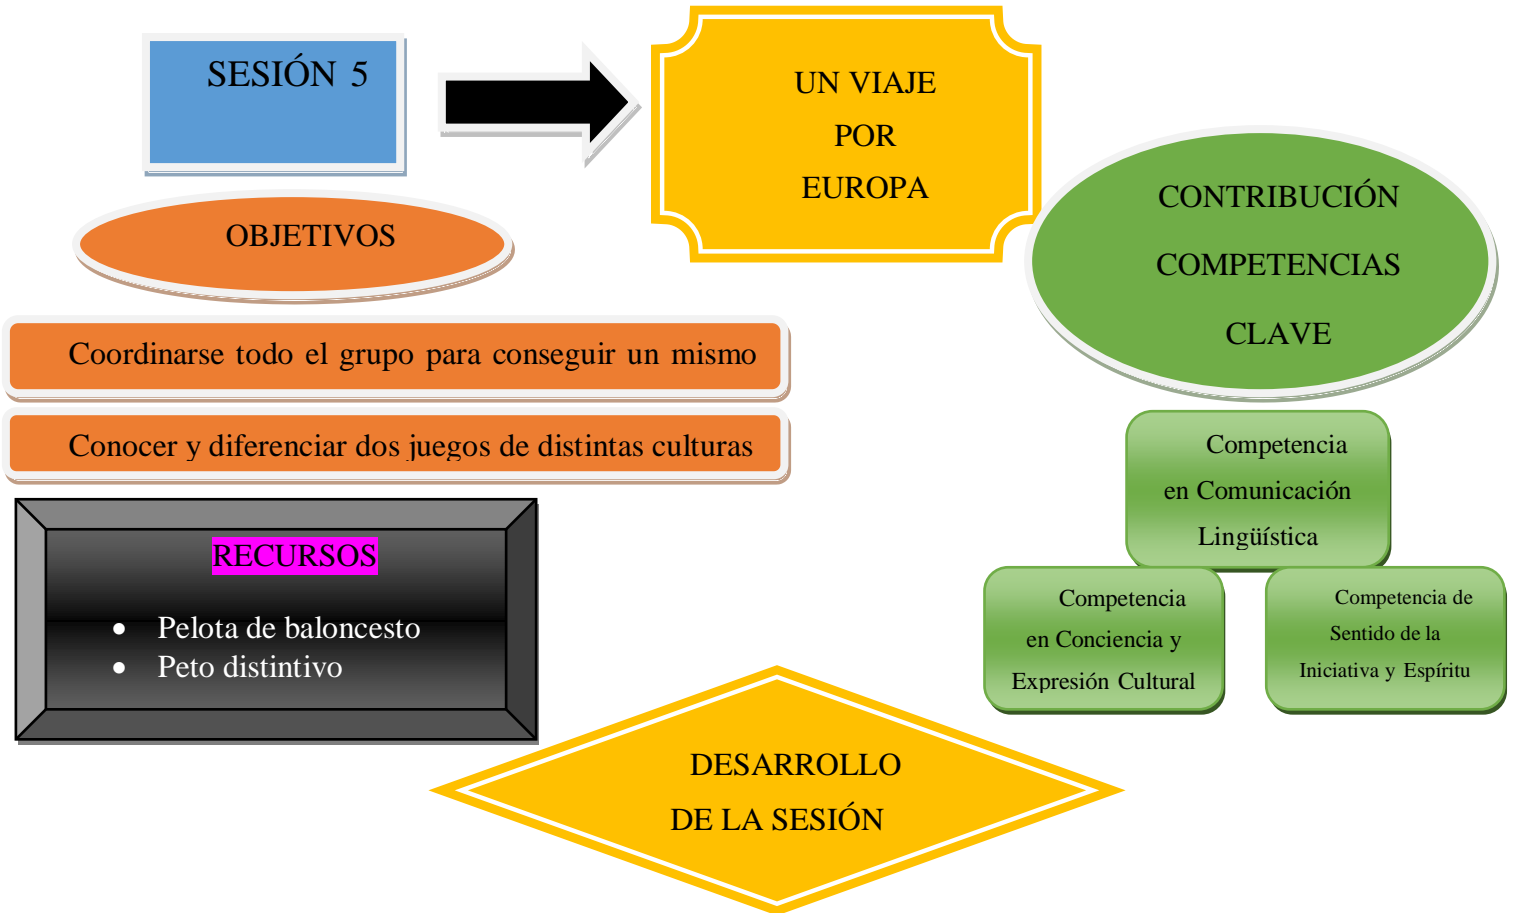 SESIÓN 5
UN VIAJE
POR
EUROPA
OBJETIVOS
Coordinarse todo el grupo para conseguir un mismo
Conocer y diferenciar dos juegos de distintas culturas
CONTRIBUCIÓN
COMPETENCIAS
CLAVE
Competencia
en Comunicación
Lingüística
Competencia
en Conciencia y
Expresión Cultural
Competencia de
Sentido de la
Iniciativa y Espíritu
RECURSOS
• Pelota de baloncesto
• Peto distintivo
DESARROLLO
DE LA SESIÓN